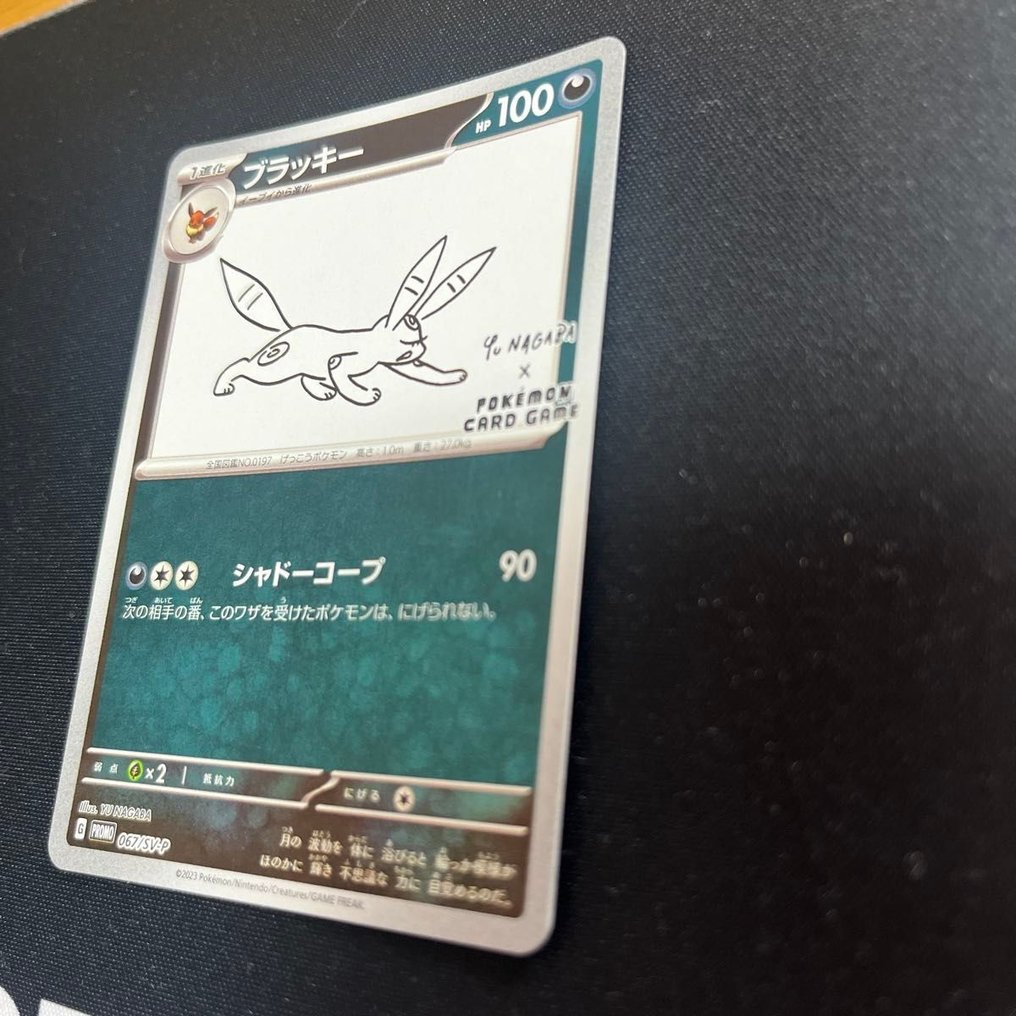 1進化
ブラッキー
HP 100
イーブイから進化
YU NAGABA
×
POKÉMON
CARD GAME
全国図鑑NO.0197 げっこうポケモン 高さ:1.0m 重さ:27.0kg
シャドーコープ 90
次の相手の番、このワザを受けたポケモンは、にげられない。
弱点 ×2 抵抗力
にげる
Illus. YU NAGABA
G PROMO 067/SV-P
月の 波動を 体に 浴びると 輪っか模様が
ほのかに 輝き 不思議な 力に 目覚めるのだ。
©2023 Pokémon/Nintendo/Creatures/GAME FREAK.